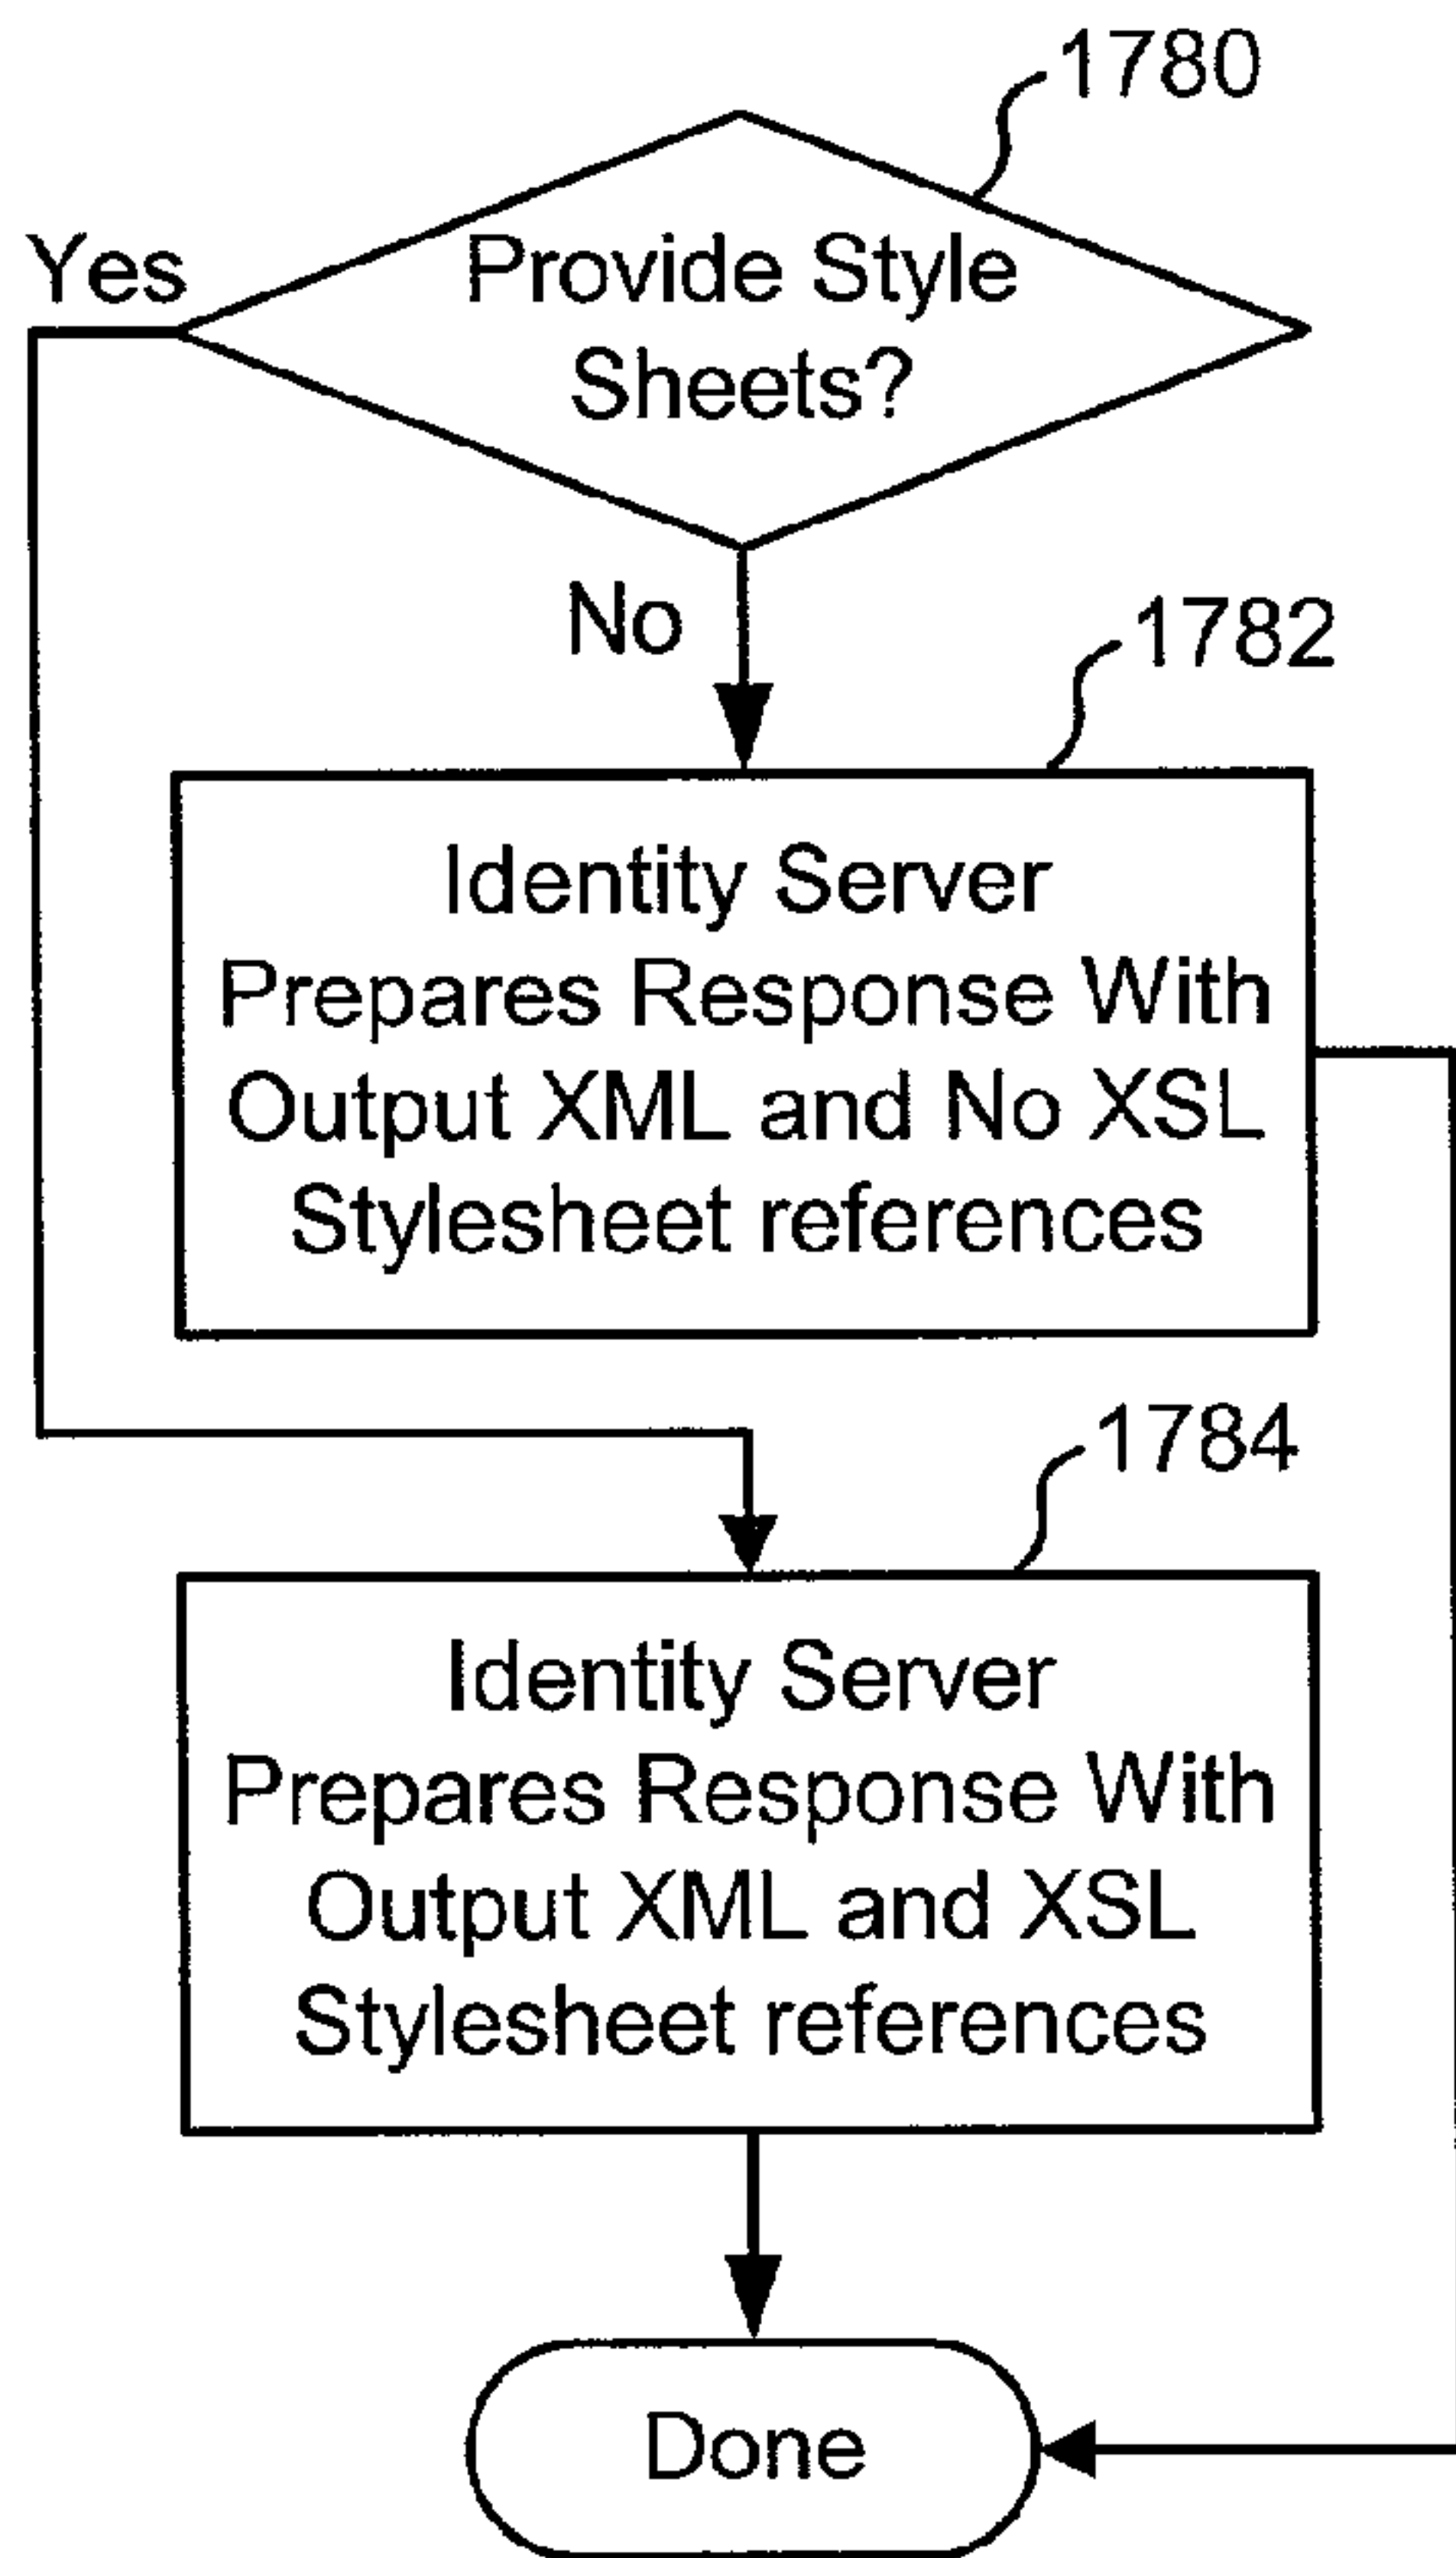 1780
Yes
Provide Style
Sheets?
No
1782
Identity Server
Prepares Response With
Output XML and No XSL
Stylesheet references
1784
Identity Server
Prepares Response With
Output XML and XSL
Stylesheet references
Done